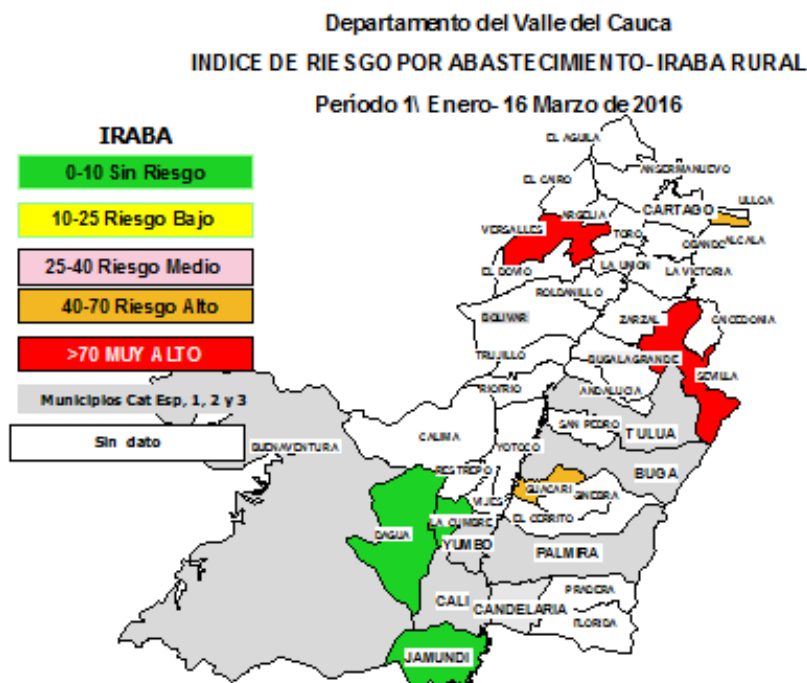 Departamento del Valle del Cauca
INDICE DE RIESGO POR ABASTECIMIENTO- IRABA RURAL
Período 1\ Enero- 16 Marzo de 2016
IRABA
0-10 Sin Riesgo
10-25 Riesgo Bajo
25-40 Riesgo Medio
40-70 Riesgo Alto
>70 MUY ALTO
Municipios Cat Esp, 1, 2 y 3
Sin dato
EL AGUILA
ANSERMANUEVO
EL CAIRO
ULLOA
CARTAGO
ARGELIA
VERSALLES
TORO
OBANDO
ALCALA
LA UNION
EL DOVIO
LA VICTORIA
ROLDANILLO
BOLIVAR
ZARZAL
CAICEDONIA
TRUJILLO
BUGALAGRANDE
SEVILLA
RIOFRIO
ANDALUCIA
SAN PEDRO
TULUA
CALIMA
BUENAVENTURA
YOTOCO
RESTREPO
BUGA
GUACARI
GINEBRA
VIJES
LA CUMBRE
EL CERRITO
DAGUA
YUMBO
PALMIRA
PRADERA
CALI
CANDELARIA
FLORIDA
JAMUNDI